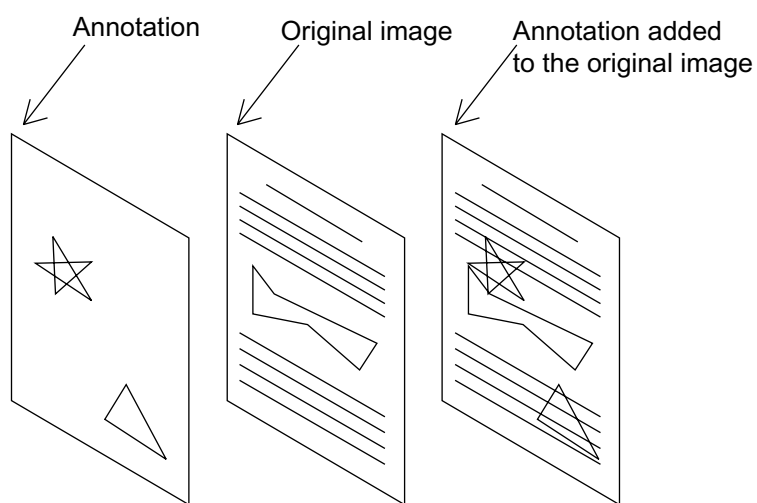 Annotation
Original image
Annotation added
to the original image